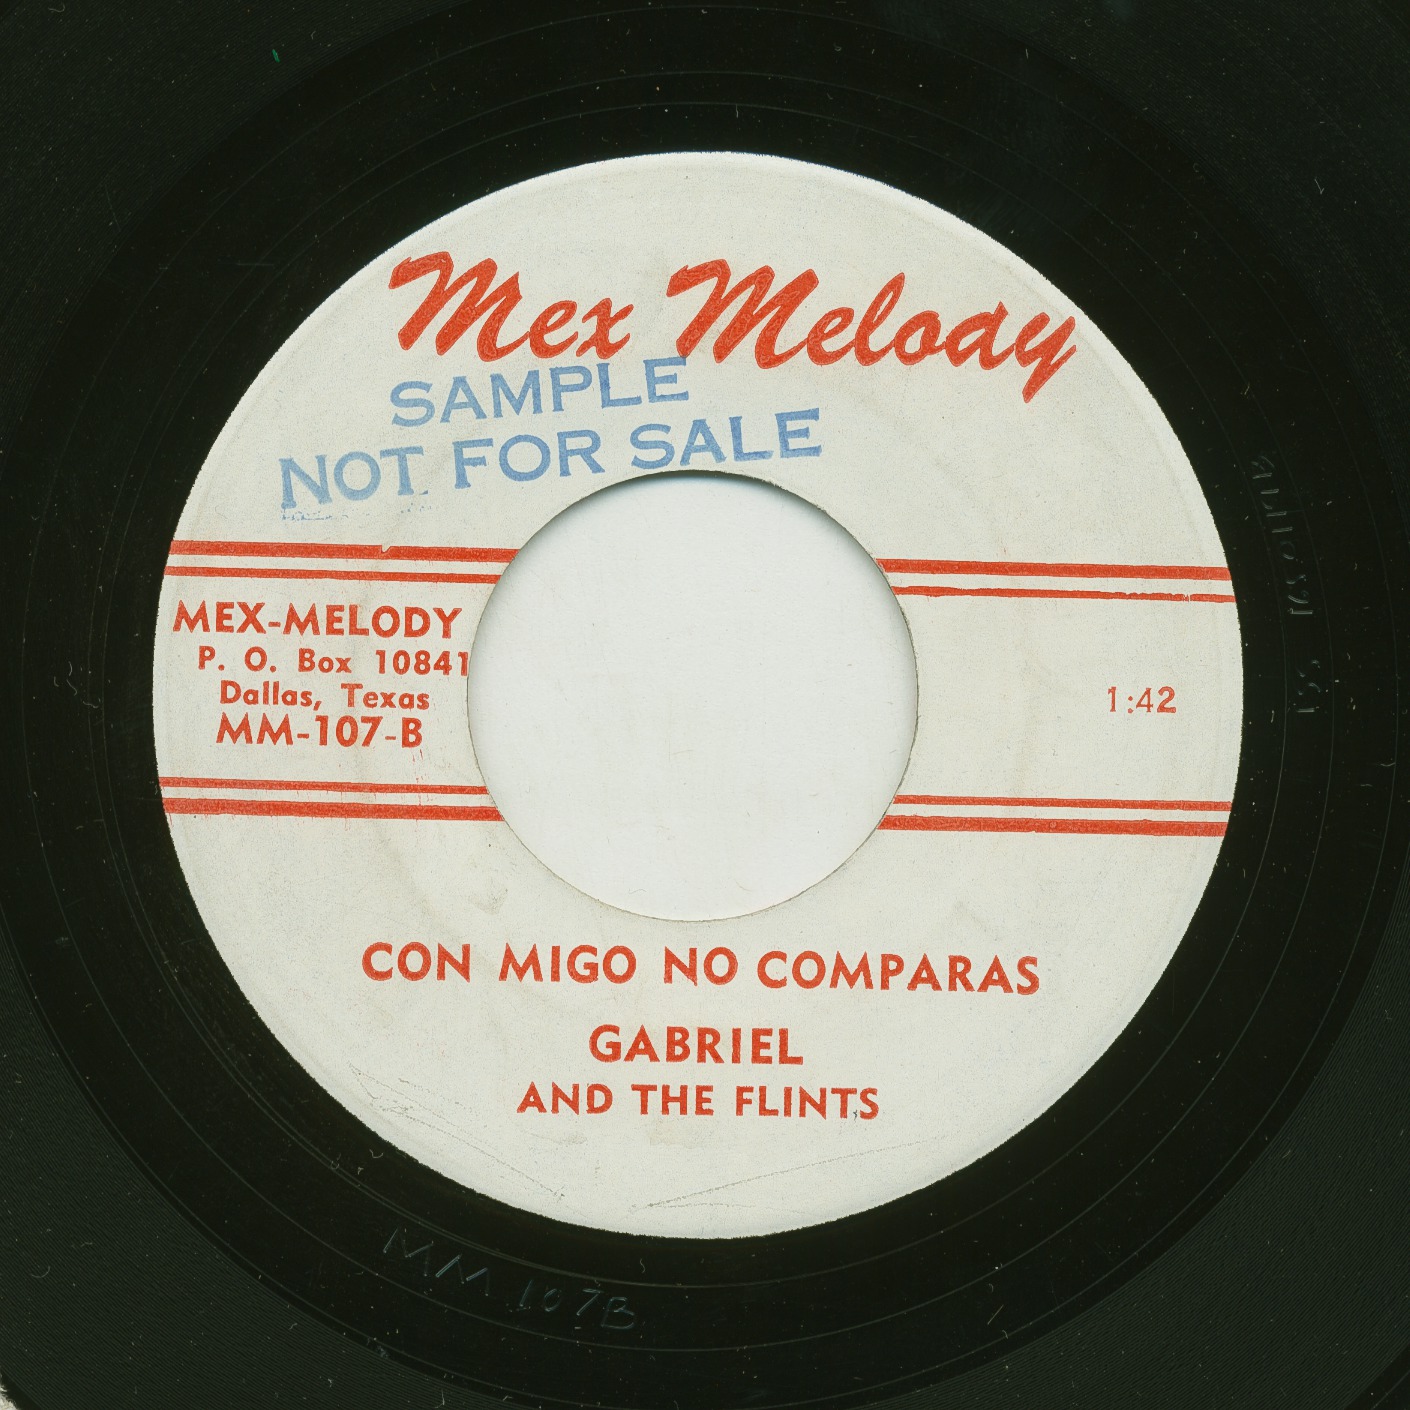 Mex Melody
SAMPLE
NOT FOR SALE
MEX-MELODY
P. O. Box 10841
Dallas, Texas
MM-107-B
1:42
CON MIGO NO COMPARAS
GABRIEL
AND THE FLINTS
MM 107B